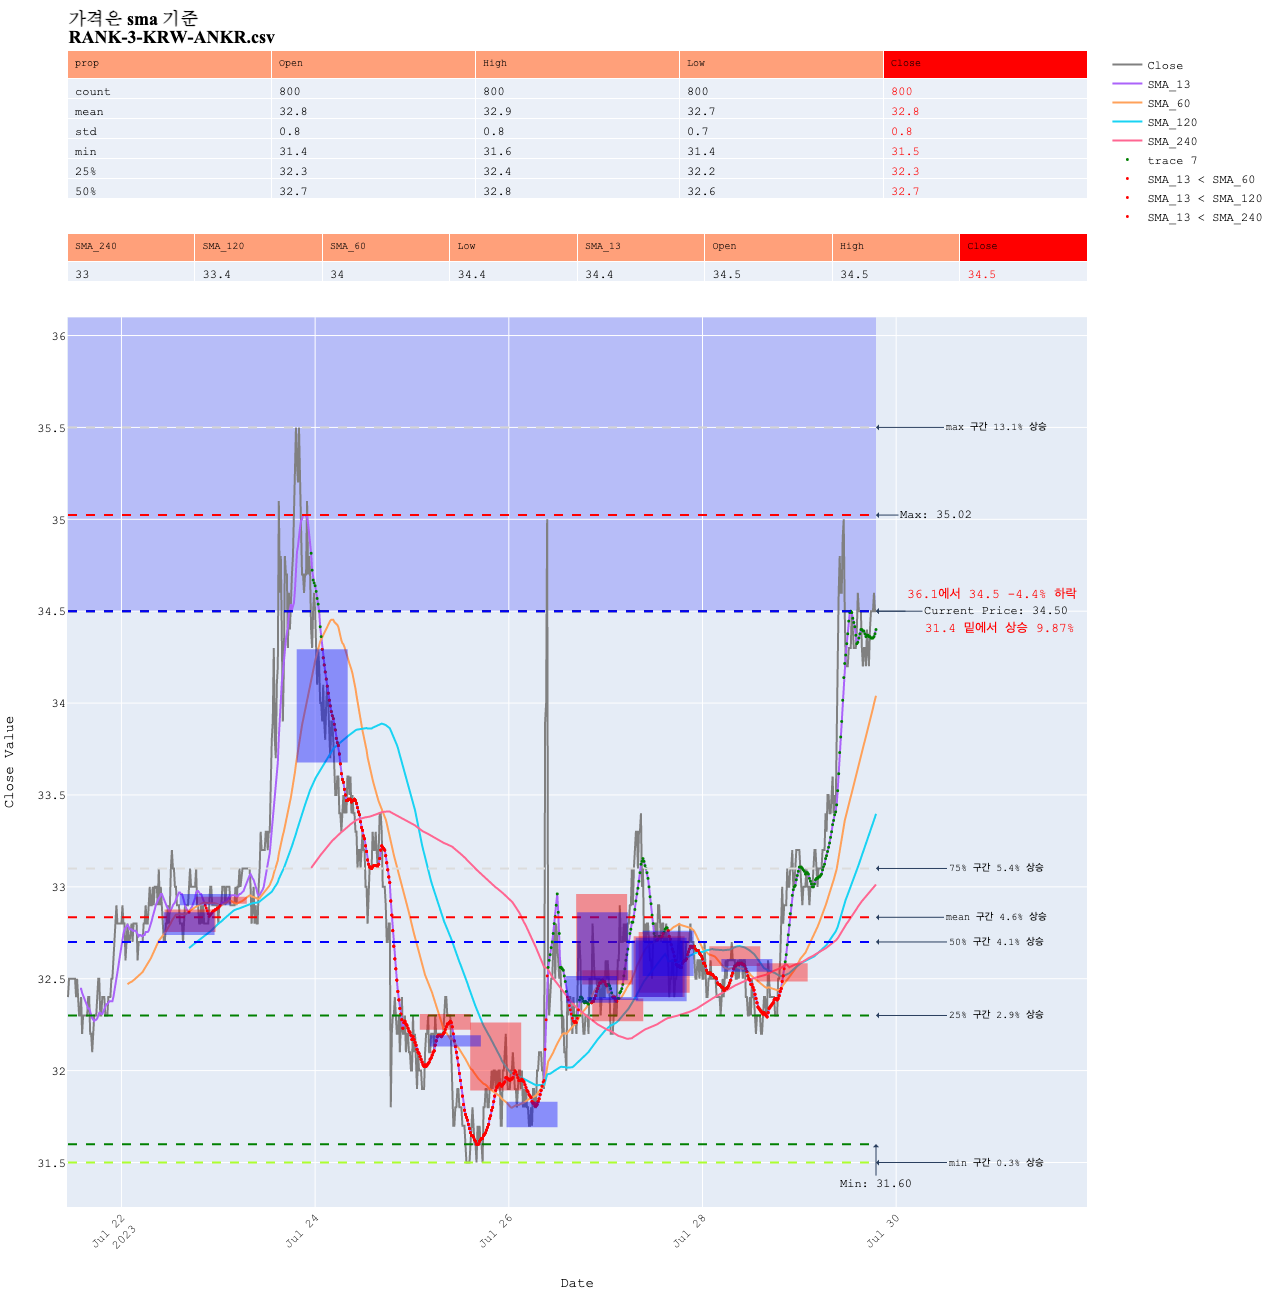 가격은 sma 기준
RANK-3-KRW-ANKR.csv
prop Open High Low Close
count 800 800 800 800
mean 32.8 32.9 32.7 32.8
std 0.8 0.8 0.7 0.8
min 31.4 31.6 31.4 31.5
25% 32.3 32.4 32.2 32.3
50% 32.7 32.8 32.6 32.7
SMA_240 SMA_120 SMA_60 Low SMA_13 Open High Close
33 33.4 34 34.4 34.4 34.5 34.5 34.5
Close
SMA_13
SMA_60
SMA_120
SMA_240
trace 7
SMA_13 < SMA_60
SMA_13 < SMA_120
SMA_13 < SMA_240
Close Value
36
35.5
35
34.5
34
33.5
33
32.5
32
31.5
max 구간 13.1% 상승
Max: 35.02
36.1에서 34.5 -4.4% 하락
Current Price: 34.50
31.4 밑에서 상승 9.87%
75% 구간 5.4% 상승
mean 구간 4.6% 상승
50% 구간 4.1% 상승
25% 구간 2.9% 상승
min 구간 0.3% 상승
Min: 31.60
Jul 22
2023
Jul 24
Jul 26
Jul 28
Jul 30
Date